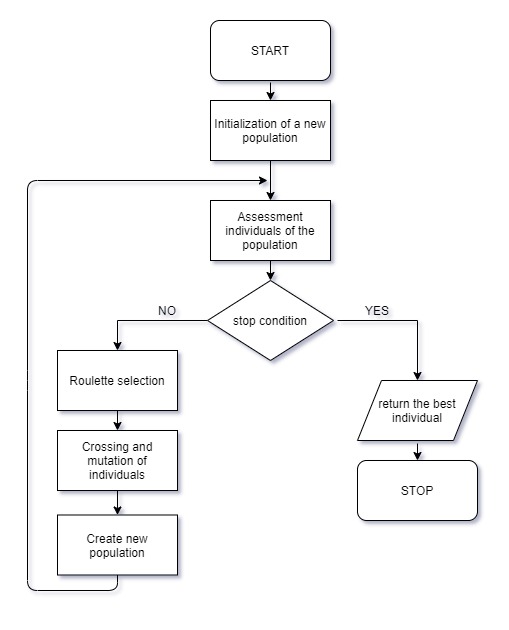 START
Initialization of a new
population
Assessment
individuals of the
population
stop condition
NO
YES
Roulette selection
Crossing and
mutation of
individuals
Create new
population
return the best
individual
STOP